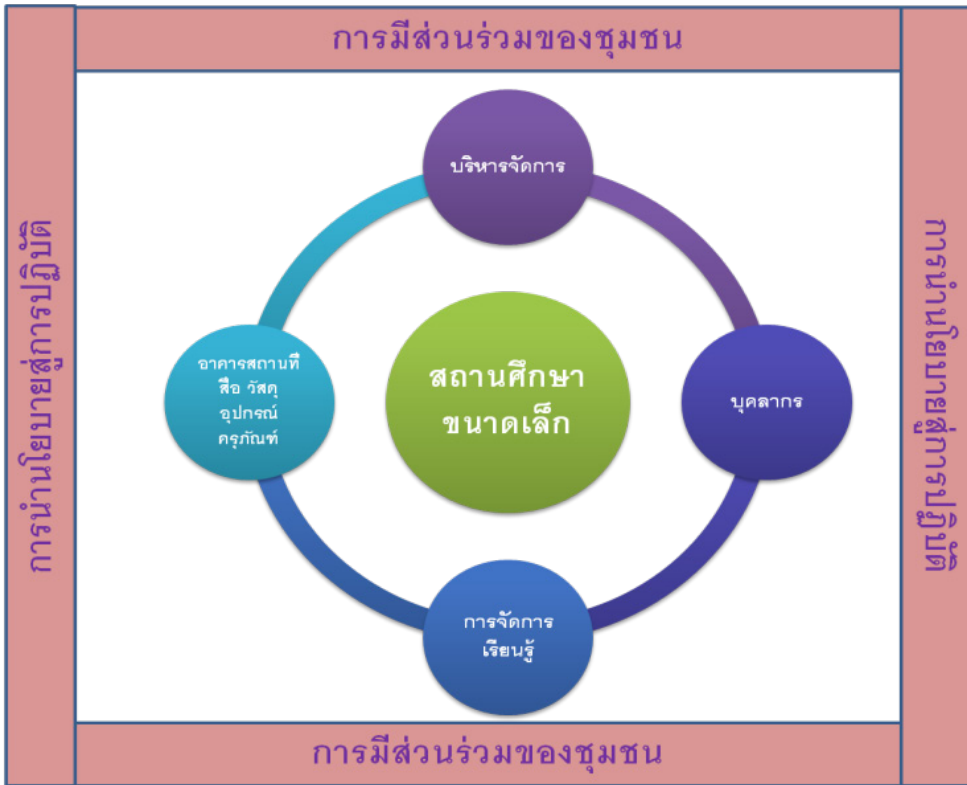 การมีส่วนร่วมของชุมชน
บริหารจัดการ
การนำนโยบายสู่การปฏิบัติ
อาคารสถานที่
สื่อ วัสดุ
อุปกรณ์
ครุภัณฑ์
สถานศึกษา
ขนาดเล็ก
บุคลากร
การนำนโยบายสู่การปฏิบัติ
การจัดการ
เรียนรู้
การมีส่วนร่วมของชุมชน